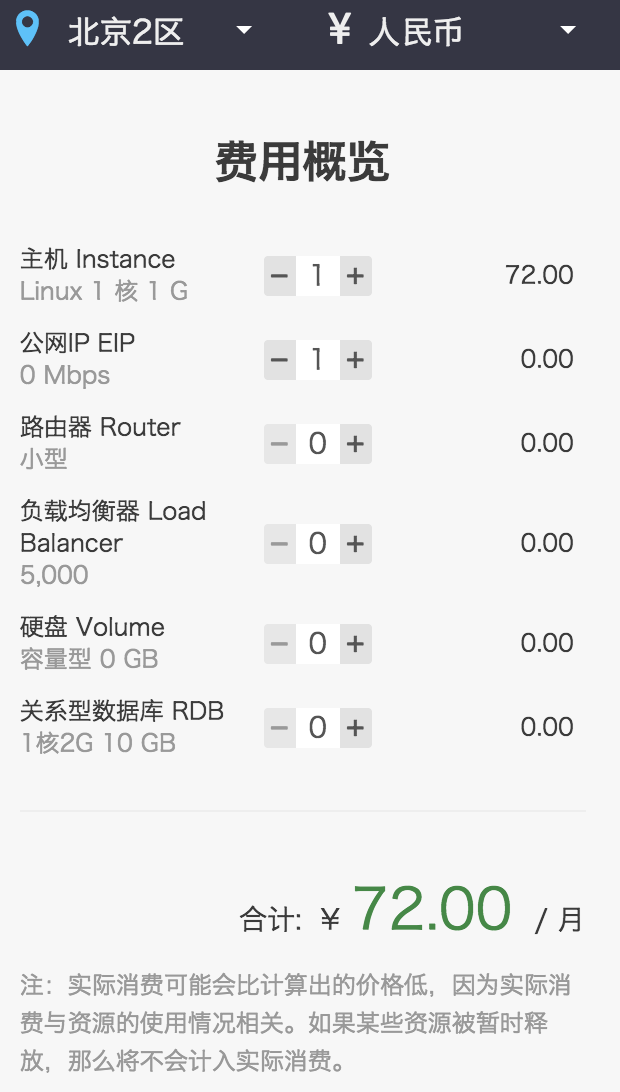 北京2区 ¥ 人民币
费用概览
主机 Instance
Linux 1 核 1 G
− 1 +
72.00
公网IP EIP
0 Mbps
− 1 +
0.00
路由器 Router
小型
− 0 +
0.00
负载均衡器 Load
Balancer
5,000
− 0 +
0.00
硬盘 Volume
容量型 0 GB
− 0 +
0.00
关系型数据库 RDB
1核2G 10 GB
− 0 +
0.00
合计: ¥ 72.00 / 月
注：实际消费可能会比计算出的价格低，因为实际消
费与资源的使用情况相关。如果某些资源被暂时释
放，那么将不会计入实际消费。